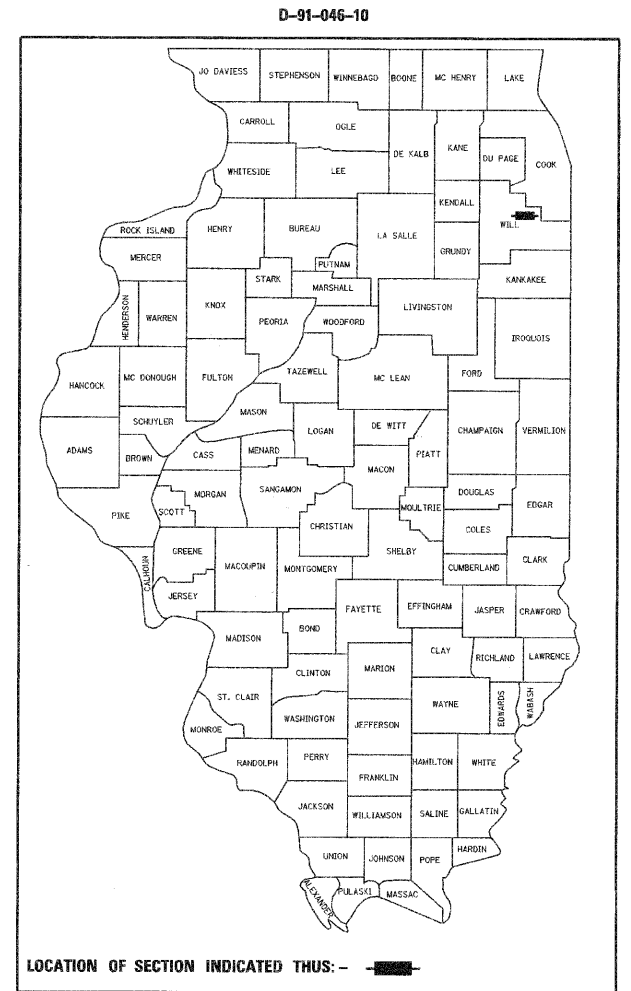 D-91-046-10
JO DAVIESS STEPHENSON WINNEBAGO BOONE MC HENRY LAKE
CARROLL OGLE DE KALB KANE DU PAGE COOK
WHITESIDE LEE
KENDALL
ROCK ISLAND HENRY BUREAU LA SALLE WILL
MERCER PUTNAM GRUNDY
STARK MARSHALL KANKAKEE
HENDERSON WARREN KNOX PEORIA WOODFORD LIVINGSTON IROQUOIS
HANCOCK MC DONOUGH FULTON TAZEWELL MC LEAN FORD
MASON
SCHUYLER LOGAN DE WITT CHAMPAIGN VERMILION
ADAMS BROWN CASS MENARD MACON PIATT
SANGAMON
MORGAN DOUGLAS EDGAR
PIKE SCOTT CHRISTIAN MOULTRIE
COLES
GREENE MACOUPIN MONTGOMERY SHELBY CUMBERLAND CLARK
CALHOUN
JERSEY FAYETTE EFFINGHAM JASPER CRAWFORD
MADISON BOND
CLAY RICHLAND LAWRENCE
CLINTON MARION
ST. CLAIR WAYNE EDWARDS WABASH
WASHINGTON JEFFERSON
MONROE
RANDOLPH PERRY HAMILTON WHITE
FRANKLIN
JACKSON WILLIAMSON SALINE GALLATIN
UNION JOHNSON POPE HARDIN
ALEXANDER PULASKI MASSAC
LOCATION OF SECTION INDICATED THUS:-